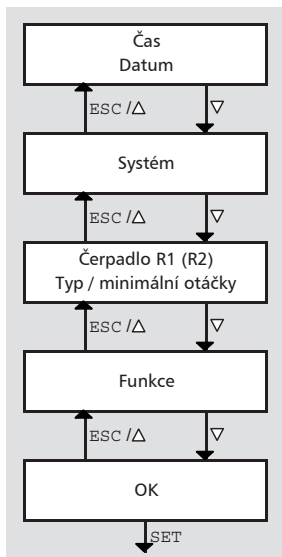 Čas
Datum
ESC /△ ▽
Systém
ESC /△ ▽
Čerpadlo R1 (R2)
Typ / minimální otáčky
ESC /△ ▽
Funkce
ESC /△ ▽
OK
SET